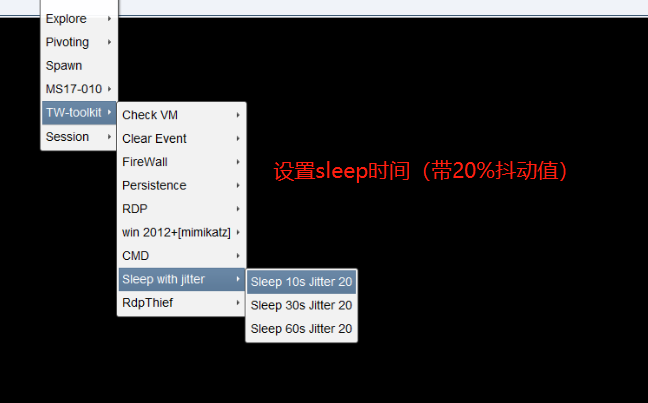 Explore
Pivoting
Spawn
MS17-010
TW-toolkit
Session
Check VM
Clear Event
FireWall
Persistence
RDP
win 2012+[mimikatz]
CMD
Sleep with jitter
RdpThief
Sleep 10s Jitter 20
Sleep 30s Jitter 20
Sleep 60s Jitter 20
设置sleep时间（带20%抖动值）